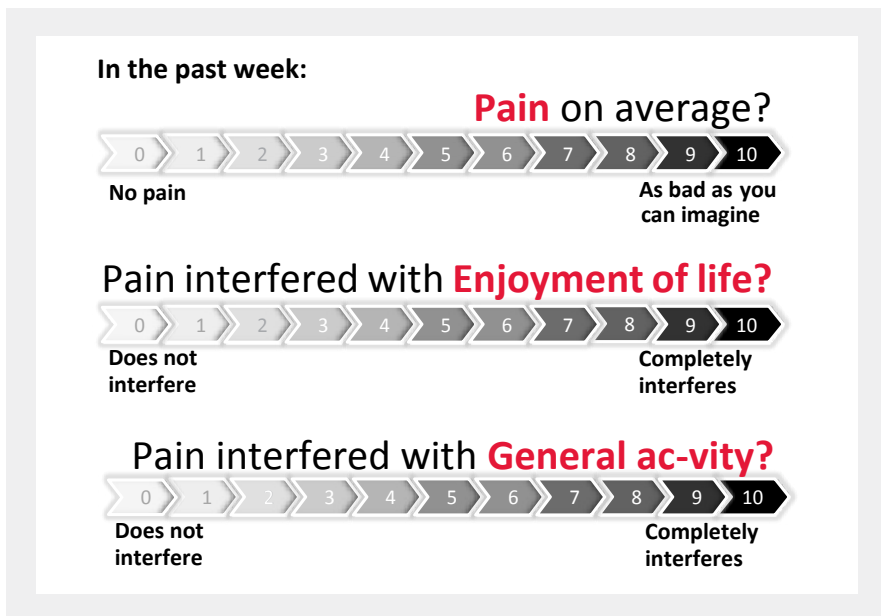 In the past week:
Pain on average?
0 1 2 3 4 5 6 7 8 9 10
No pain
As bad as you
can imagine
Pain interfered with Enjoyment of life?
0 1 2 3 4 5 6 7 8 9 10
Does not
interfere
Completely
interferes
Pain interfered with General ac-vity?
0 1 2 3 4 5 6 7 8 9 10
Does not
interfere
Completely
interferes